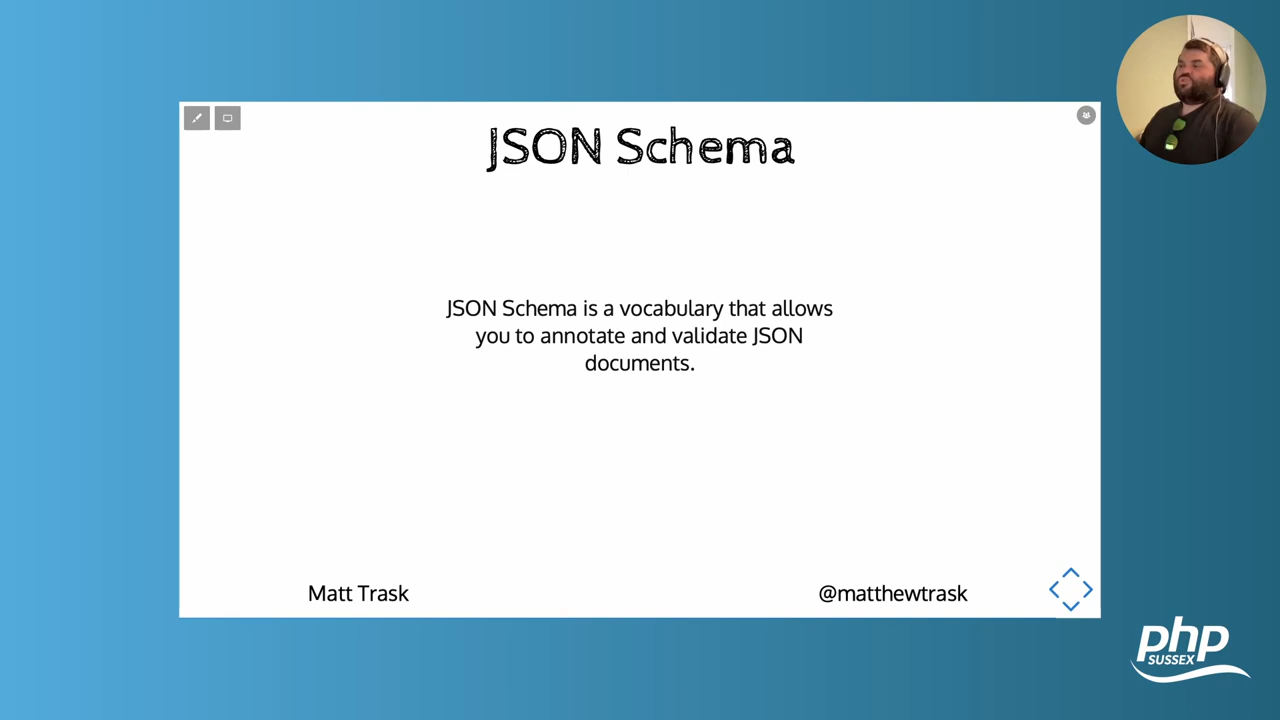 JSON Schema
JSON Schema is a vocabulary that allows
you to annotate and validate JSON
documents.
Matt Trask
@matthewtrask
php
SUSSEX